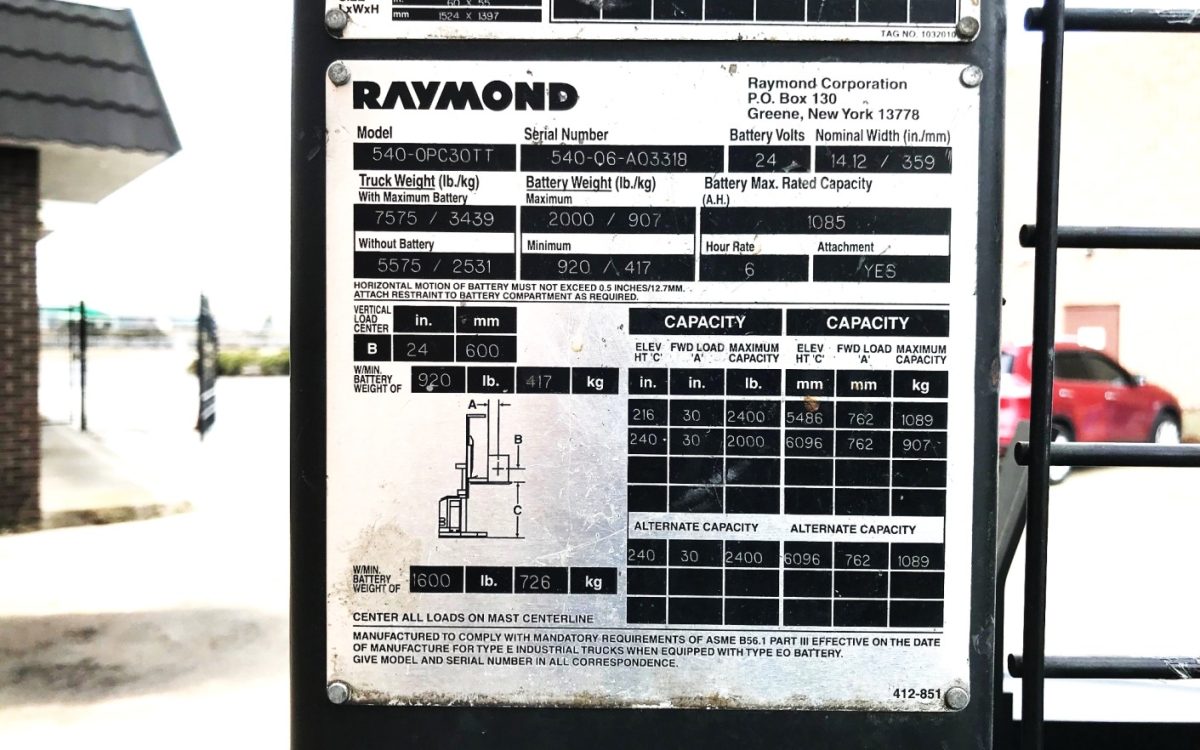 LxWxH
in. 60 x 55
mm 1524 x 1397
TAG NO. 1032010
RAYMOND
Raymond Corporation
P.O. Box 130
Greene, New York 13778
Model Serial Number Battery Volts Nominal Width (in./mm)
540-OPC30TT 540-06-A03318 24 14.12 / 359
Truck Weight (lb./kg) Battery Weight (lb./kg) Battery Max. Rated Capacity
With Maximum Battery Maximum (A.H.)
7575 / 3439 2000 / 907 1085
Without Battery Minimum Hour Rate Attachment
5575 / 2531 920 / 417 6 YES
HORIZONTAL MOTION OF BATTERY MUST NOT EXCEED 0.5 INCHES/12.7MM.
ATTACH RESTRAINT TO BATTERY COMPARTMENT AS REQUIRED.
VERTICAL
LOAD
CENTER
in. mm
B 24 600
W/MIN.
BATTERY
WEIGHT OF
920 lb. 417 kg
A
B
C
B
W/MIN.
BATTERY
WEIGHT OF
1600 lb. 726 kg
CAPACITY CAPACITY
ELEV FWD LOAD MAXIMUM ELEV FWD LOAD MAXIMUM
HT 'C' 'A' CAPACITY HT 'C' 'A' CAPACITY
in. in. lb. mm mm kg
216 30 2400 5486 762 1089
240 30 2000 6096 762 907
ALTERNATE CAPACITY ALTERNATE CAPACITY
240 30 2400 6096 762 1089
CENTER ALL LOADS ON MAST CENTERLINE
MANUFACTURED TO COMPLY WITH MANDATORY REQUIREMENTS OF ASME B56.1 PART III EFFECTIVE ON THE DATE
OF MANUFACTURE FOR TYPE E INDUSTRIAL TRUCKS WHEN EQUIPPED WITH TYPE EO BATTERY.
GIVE MODEL AND SERIAL NUMBER IN ALL CORRESPONDENCE.
412-851